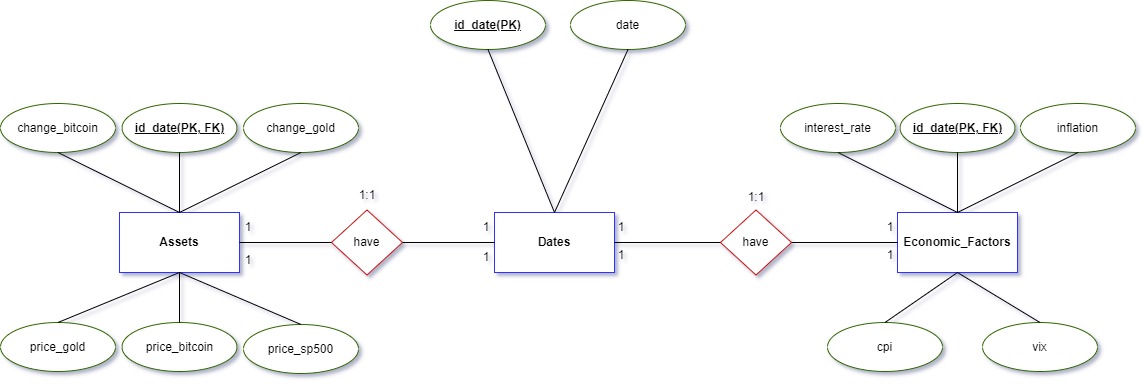 id_date(PK)
date
change_bitcoin
id_date(PK, FK)
change_gold
interest_rate
id_date(PK, FK)
inflation
1:1
1:1
1
1
1
1
Assets
have
Dates
have
Economic_Factors
1
1
1
1
price_gold
price_bitcoin
price_sp500
cpi
vix